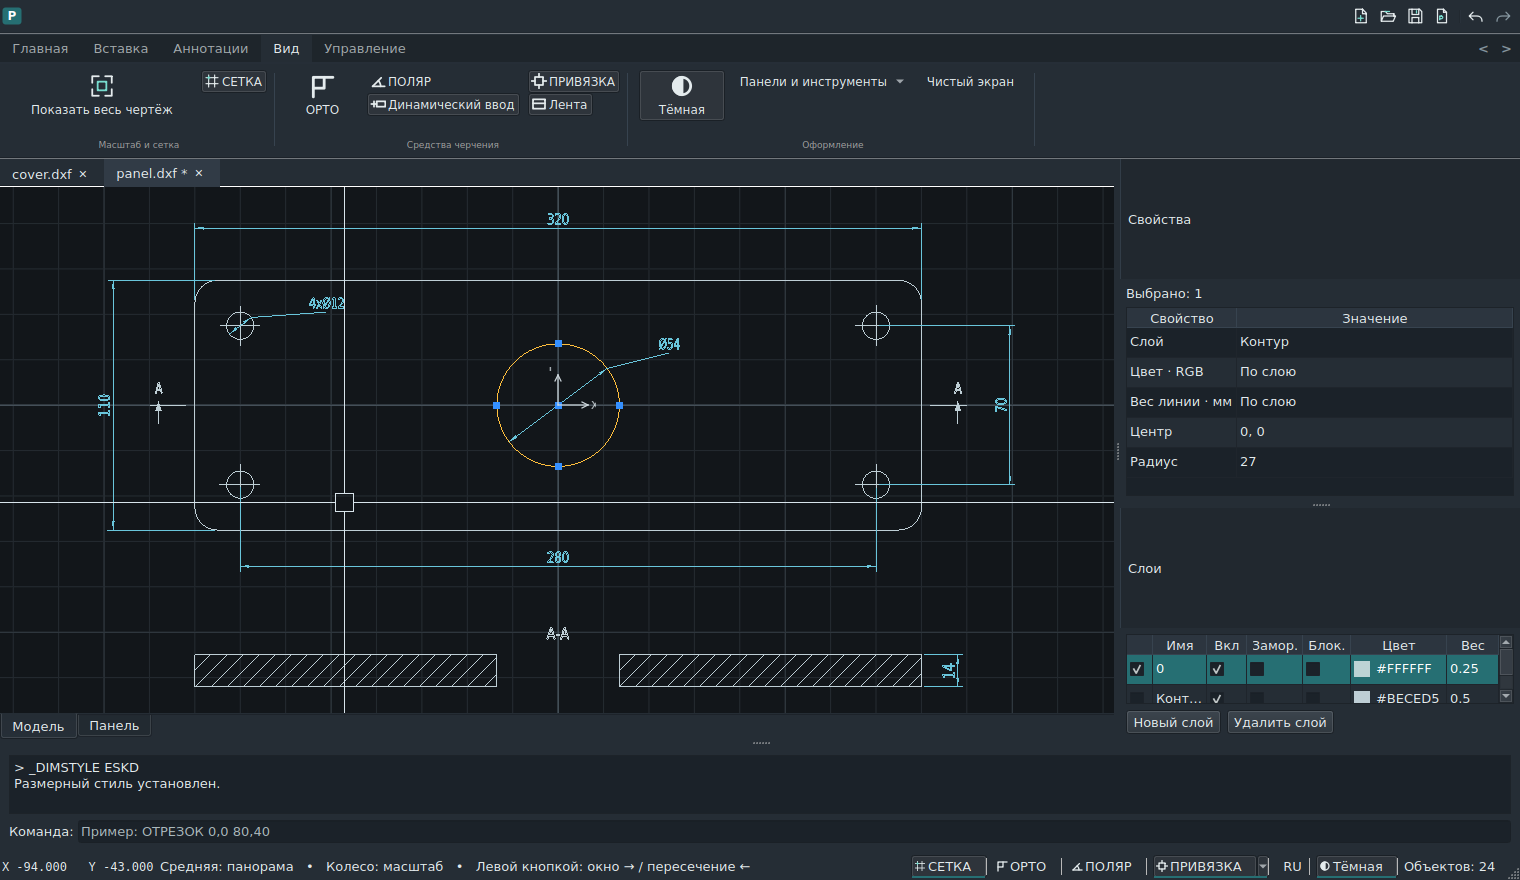 P
Главная Вставка Аннотации Вид Управление < >
Показать весь чертёж
СЕТКА
Масштаб и сетка
ОРТО
ПОЛЯР
ПРИВЯЗКА
Динамический ввод
Лента
Средства черчения
Тёмная
Панели и инструменты
Чистый экран
Оформление
cover.dxf × panel.dxf * ×
320
4xØ12
Ø54
A
A
110
70
X
280
A-A
14
Модель Панель
Свойства
Выбрано: 1
Свойство Значение
Слой Контур
Цвет · RGB По слою
Вес линии · мм По слою
Центр 0, 0
Радиус 27
Слои
Имя Вкл Замор. Блок. Цвет Вес
0 #FFFFFF 0.25
Конт... #BECED5 0.5
Новый слой Удалить слой
> _DIMSTYLE ESKD
Размерный стиль установлен.
Команда: Пример: ОТРЕЗОК 0,0 80,40
X -94.000 Y -43.000 Средняя: панорама • Колесо: масштаб • Левой кнопкой: окно → / пересечение ← СЕТКА ОРТО ПОЛЯР ПРИВЯЗКА RU Тёмная Объектов: 24